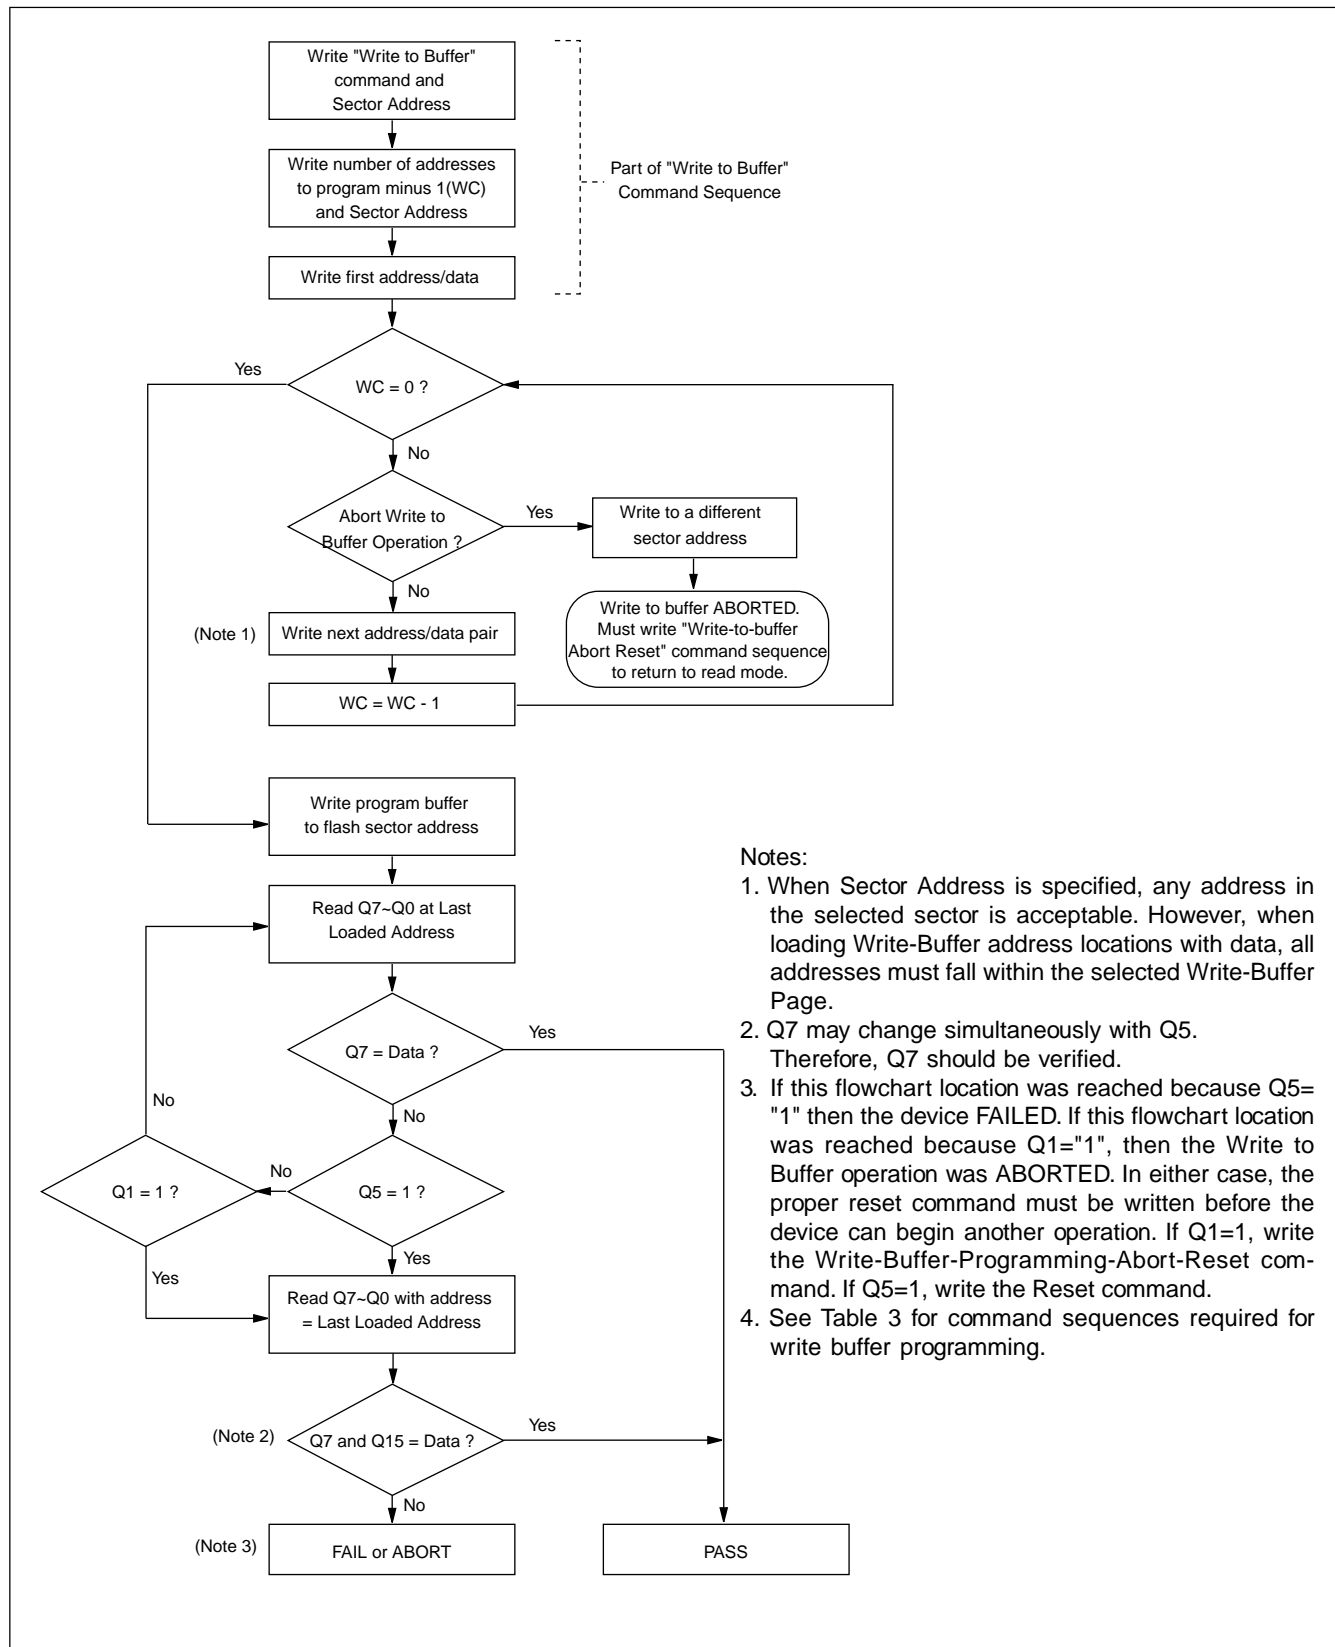 Write "Write to Buffer"
command and
Sector Address
Write number of addresses
to program minus 1(WC)
and Sector Address
Part of "Write to Buffer"
Command Sequence
Write first address/data
Yes
WC = 0 ?
No
Abort Write to
Buffer Operation ?
Yes
Write to a different
sector address
No
(Note 1)
Write next address/data pair
Write to buffer ABORTED.
Must write "Write-to-buffer
Abort Reset" command sequence
to return to read mode.
WC = WC - 1
Write program buffer
to flash sector address
Read Q7~Q0 at Last
Loaded Address
Q7 = Data ?
Yes
No
No
Q1 = 1 ?
No
Q5 = 1 ?
Yes
Yes
Read Q7~Q0 with address
= Last Loaded Address
(Note 2)
Q7 and Q15 = Data ?
Yes
No
(Note 3)
FAIL or ABORT
PASS
Notes:
1. When Sector Address is specified, any address in
the selected sector is acceptable. However, when
loading Write-Buffer address locations with data, all
addresses must fall within the selected Write-Buffer
Page.
2. Q7 may change simultaneously with Q5.
Therefore, Q7 should be verified.
3. If this flowchart location was reached because Q5=
"1" then the device FAILED. If this flowchart location
was reached because Q1="1", then the Write to
Buffer operation was ABORTED. In either case, the
proper reset command must be written before the
device can begin another operation. If Q1=1, write
the Write-Buffer-Programming-Abort-Reset com-
mand. If Q5=1, write the Reset command.
4. See Table 3 for command sequences required for
write buffer programming.